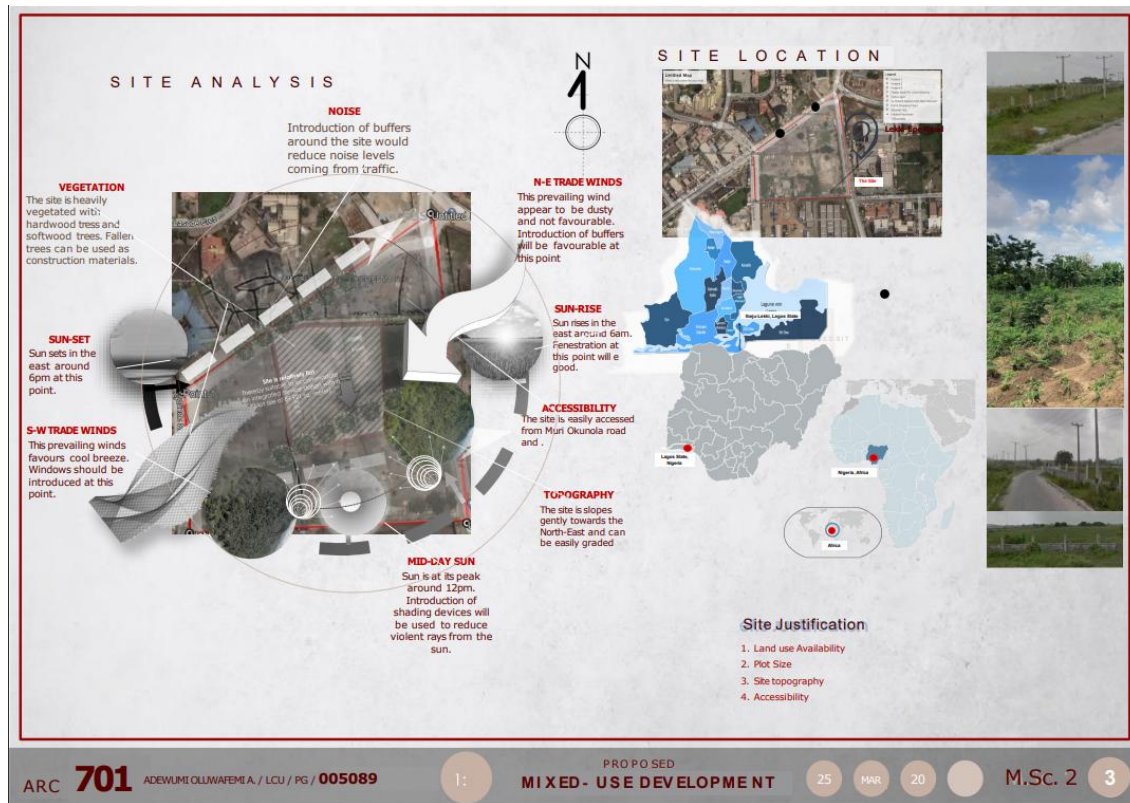 SITE ANALYSIS
NOISE
Introduction of buffers
around the site would
reduce noise levels
coming from traffic.
VEGETATION
The site is heavily
vegetated with
hardwood tress and
softwood trees. Fallen
trees can be used as
construction materials.
SUN-SET
Sun sets in the
east around
6pm at this
point.
S-W TRADE WINDS
This prevailing winds
favours cool breeze.
Windows should be
introduced at this
point.
Untitled
Site is relatively flat
N
N-E TRADE WINDS
This prevailing wind
appear to be dusty
and not favourable.
Introduction of buffers
will be favourable at
this point
SUN-RISE
Sun rises in the
east around 6am.
Fenestration at
this point will e
good.
ACCESSIBILITY
The site is easily accessed
from Muri Okunola road
and .
TOPOGRAPHY
The site is slopes
gently towards the
North-East and can
be easily graded
MID-DAY SUN
Sun is at its peak
around 12pm.
Introduction of
shading devices will
be used to reduce
violent rays from the
sun.
SITE LOCATION
Untitled Map
The Site
Lagos State,
Nigeria
Nigeria, Africa
Africa
Site Justification
1. Land use Availability
2. Plot Size
3. Site topography
4. Accessibility
ARC 701 ADEWUMI OLUWAFEMI A. / LCU / PG / 005089
1:
PROPOSED
MIXED- USE DEVELOPMENT
25 MAR 20
M.Sc. 2
3